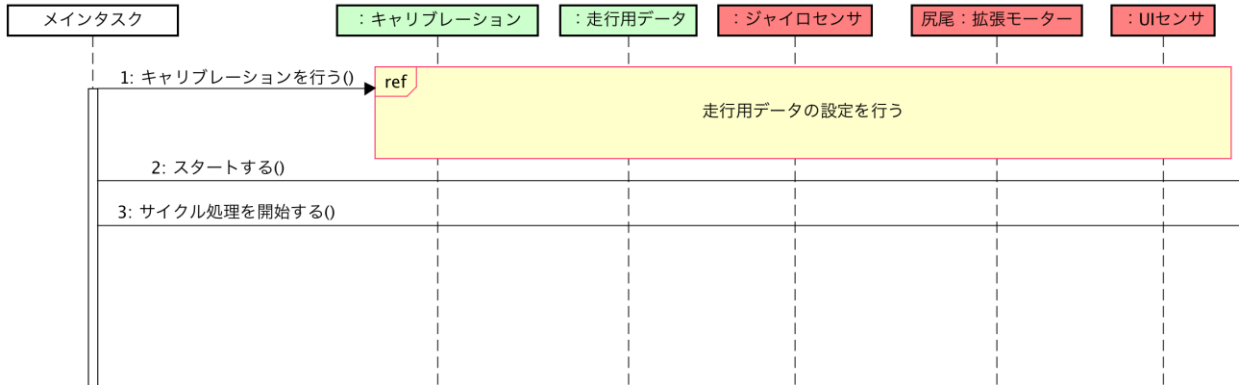 メインタスク
：キャリブレーション
：走行用データ
：ジャイロセンサ
尻尾：拡張モーター
：UIセンサ
1: キャリブレーションを行う()
ref
走行用データの設定を行う
2: スタートする()
3: サイクル処理を開始する()